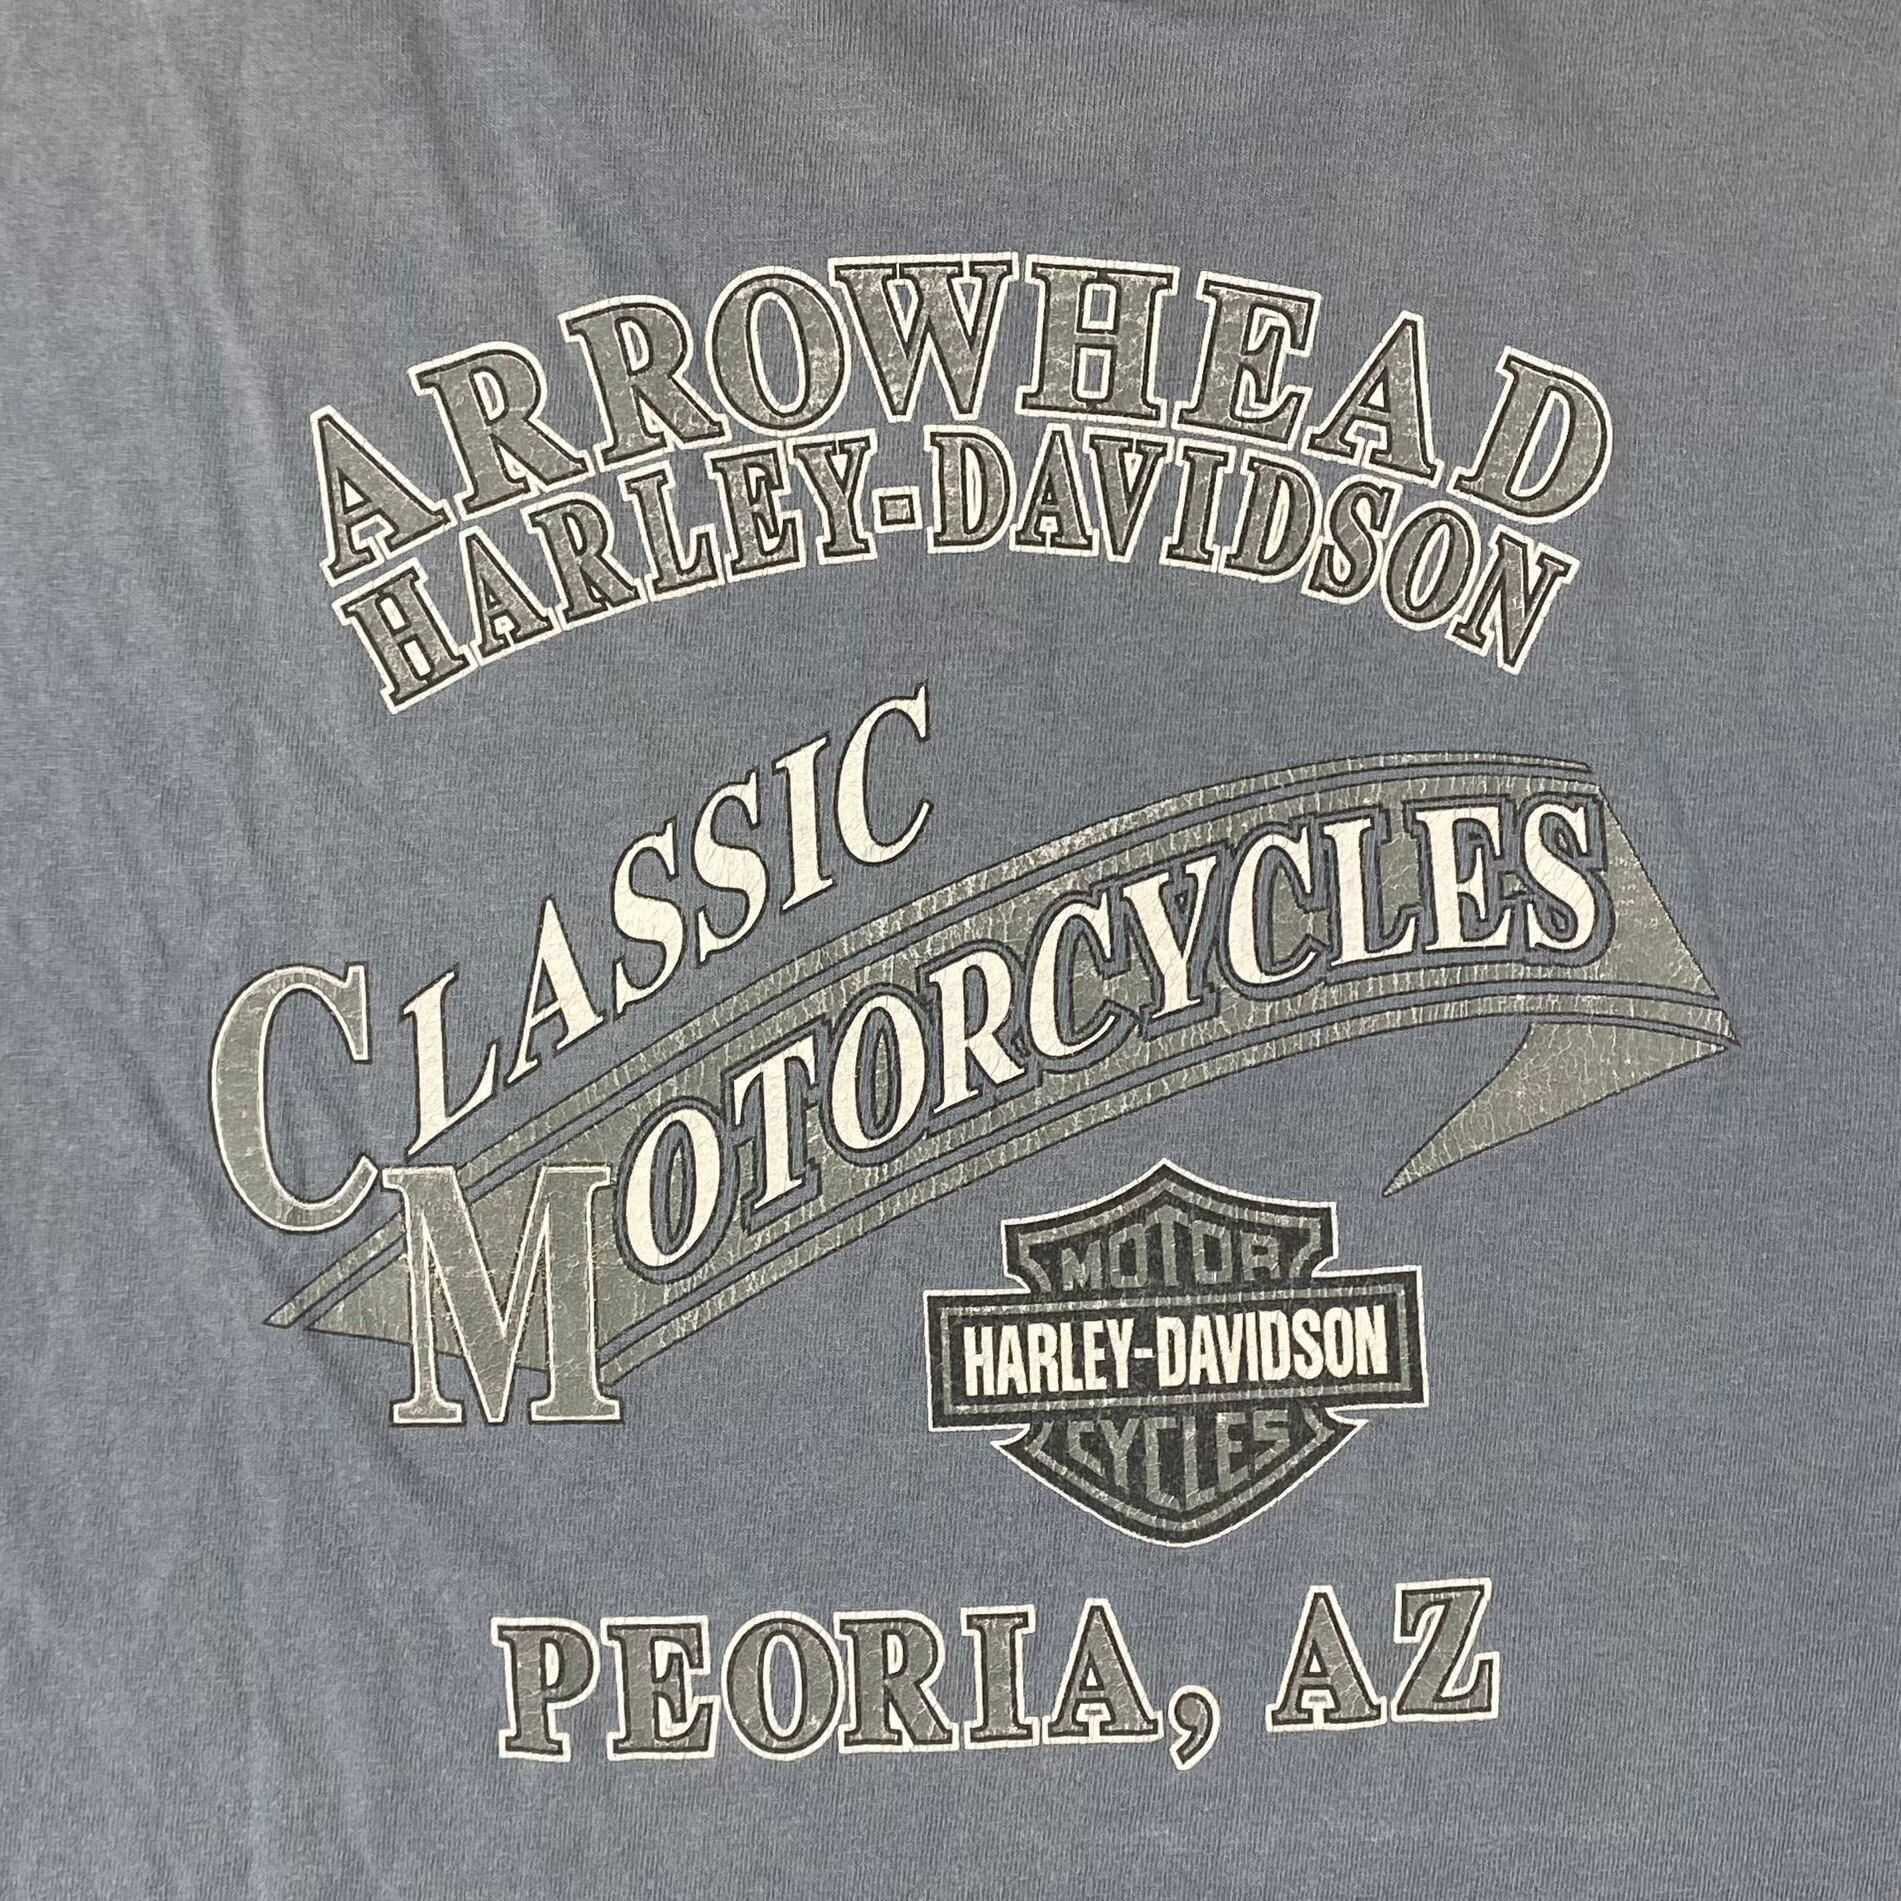 ARROWHEAD
HARLEY-DAVIDSON
CLASSIC
MOTORCYCLES
MOTOR
HARLEY-DAVIDSON
CYCLES
PEORIA, AZ